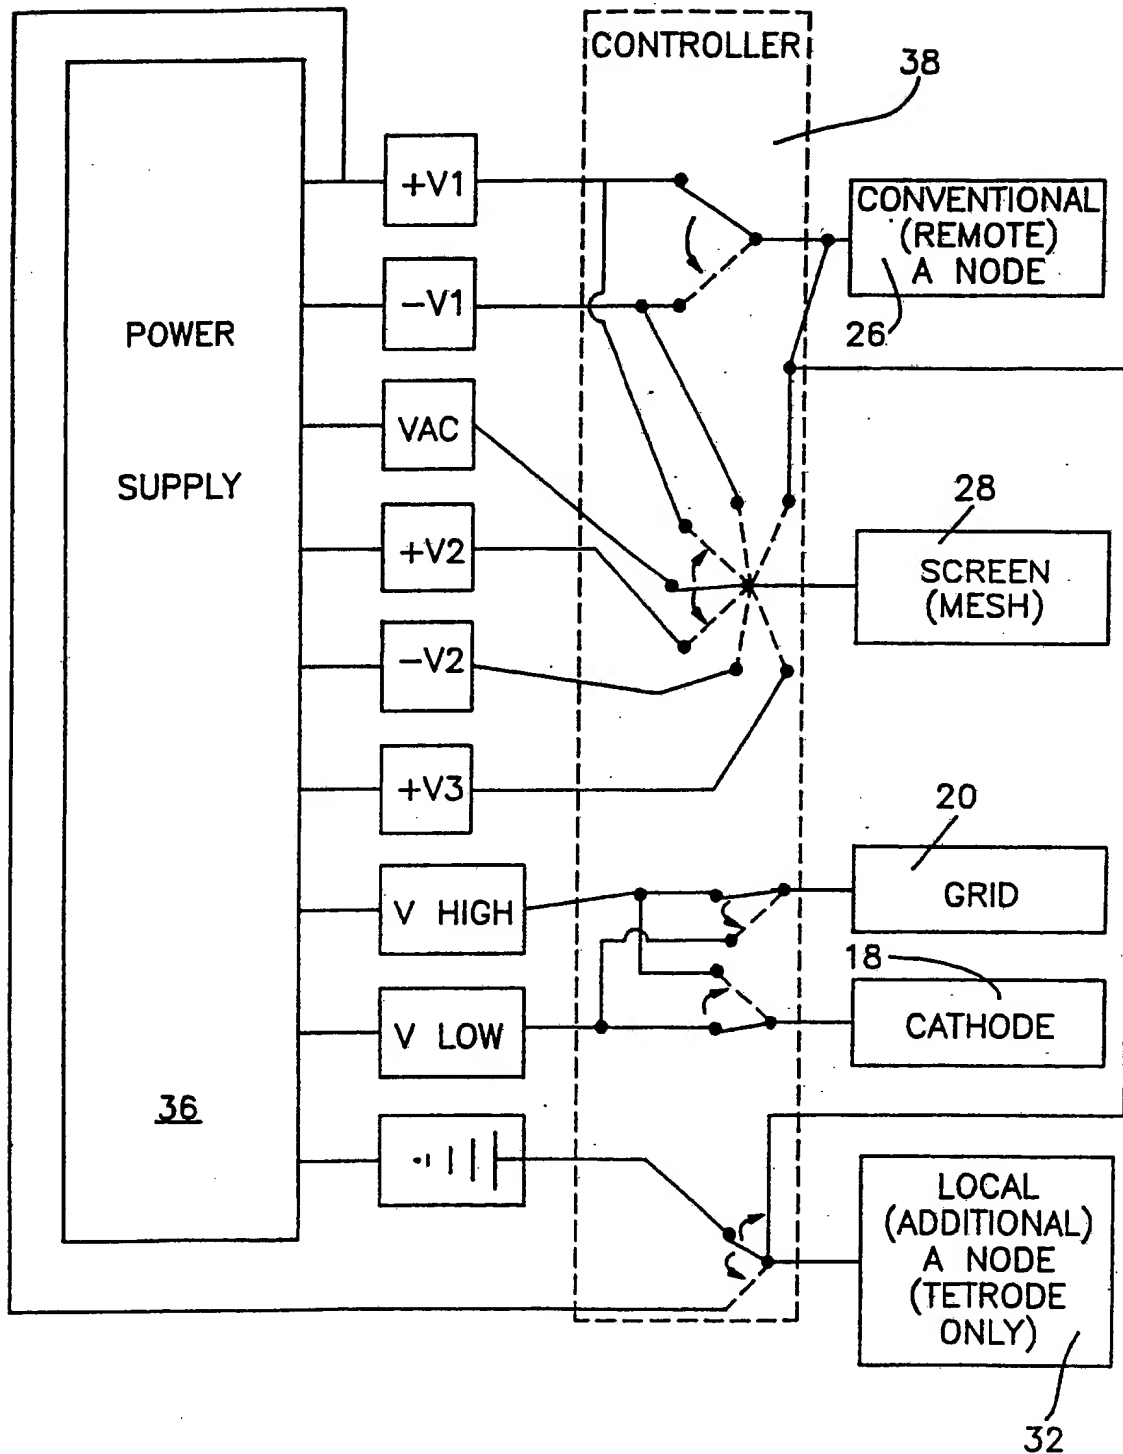 CONTROLLER
38
POWER
SUPPLY
36
+V1
-V1
VAC
+V2
-V2
+V3
V HIGH
V LOW
CONVENTIONAL
(REMOTE)
A NODE
26
28
SCREEN
(MESH)
20
GRID
18
CATHODE
LOCAL
(ADDITIONAL)
A NODE
(TETRODE
ONLY)
32